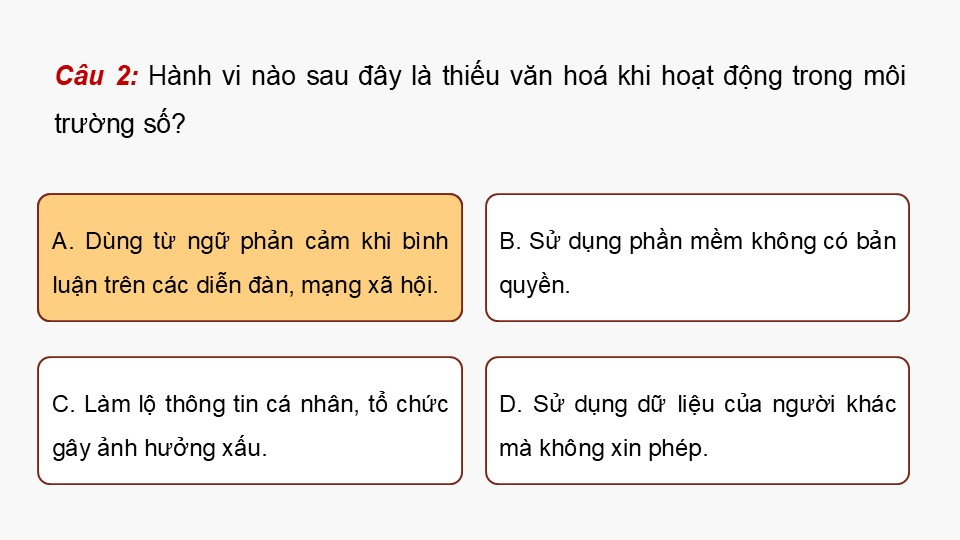 Câu 2: Hành vi nào sau đây là thiếu văn hoá khi hoạt động trong môi
trường số?
A. Dùng từ ngữ phản cảm khi bình
luận trên các diễn đàn, mạng xã hội.
B. Sử dụng phần mềm không có bản
quyền.
C. Làm lộ thông tin cá nhân, tổ chức
gây ảnh hưởng xấu.
D. Sử dụng dữ liệu của người khác
mà không xin phép.